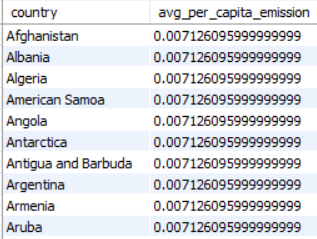 country avg_per_capita_emission
Afghanistan 0.007126095999999999
Albania 0.007126095999999999
Algeria 0.007126095999999999
American Samoa 0.007126095999999999
Angola 0.007126095999999999
Antarctica 0.007126095999999999
Antigua and Barbuda 0.007126095999999999
Argentina 0.007126095999999999
Armenia 0.007126095999999999
Aruba 0.007126095999999999